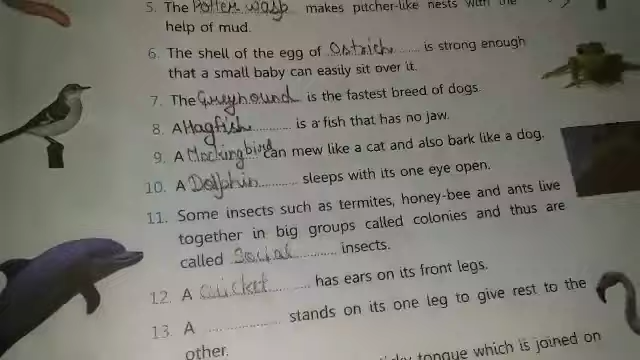 5. The Potter wasp makes pitcher-like nests with the
help of mud.
6. The shell of the egg of Ostrich is strong enough
that a small baby can easily sit over it.
7. The Greyhound is the fastest breed of dogs.
8. A Hagfish is a fish that has no jaw.
9. A Mockingbird can mew like a cat and also bark like a dog.
10. A Dolphin sleeps with its one eye open.
11. Some insects such as termites, honey-bee and ants live
together in big groups called colonies and thus are
called Social insects.
12. A Cricket has ears on its front legs.
13. A .................. stands on its one leg to give rest to the
other.
tongue which is joined on